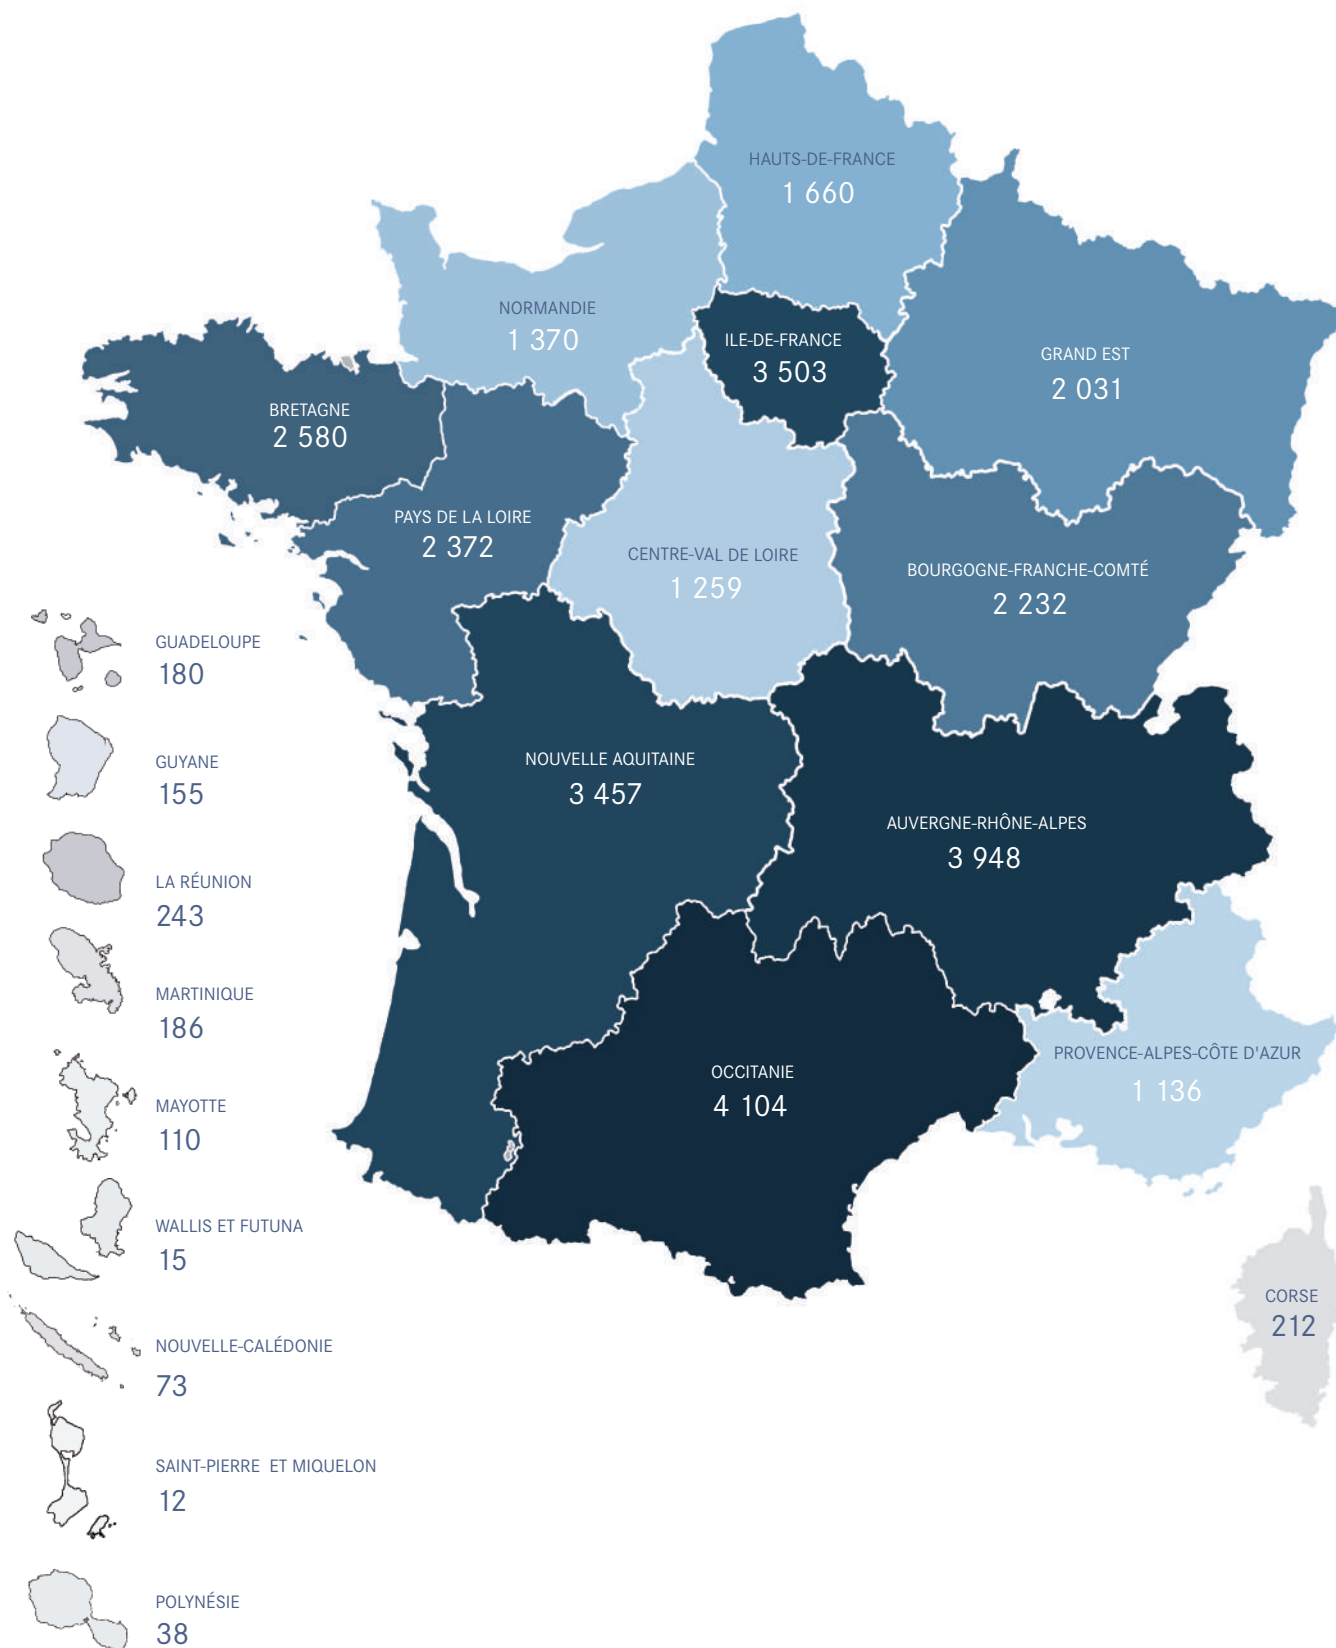 HAUTS-DE-FRANCE
1 660
NORMANDIE
1 370
ILE-DE-FRANCE
3 503
GRAND EST
2 031
BRETAGNE
2 580
PAYS DE LA LOIRE
2 372
CENTRE-VAL DE LOIRE
1 259
BOURGOGNE-FRANCHE-COMTÉ
2 232
NOUVELLE AQUITAINE
3 457
AUVERGNE-RHÔNE-ALPES
3 948
OCCITANIE
4 104
PROVENCE-ALPES-CÔTE D'AZUR
1 136
CORSE
212
GUADELOUPE
180
GUYANE
155
LA RÉUNION
243
MARTINIQUE
186
MAYOTTE
110
WALLIS ET FUTUNA
15
NOUVELLE-CALÉDONIE
73
SAINT-PIERRE ET MIQUELON
12
POLYNÉSIE
38